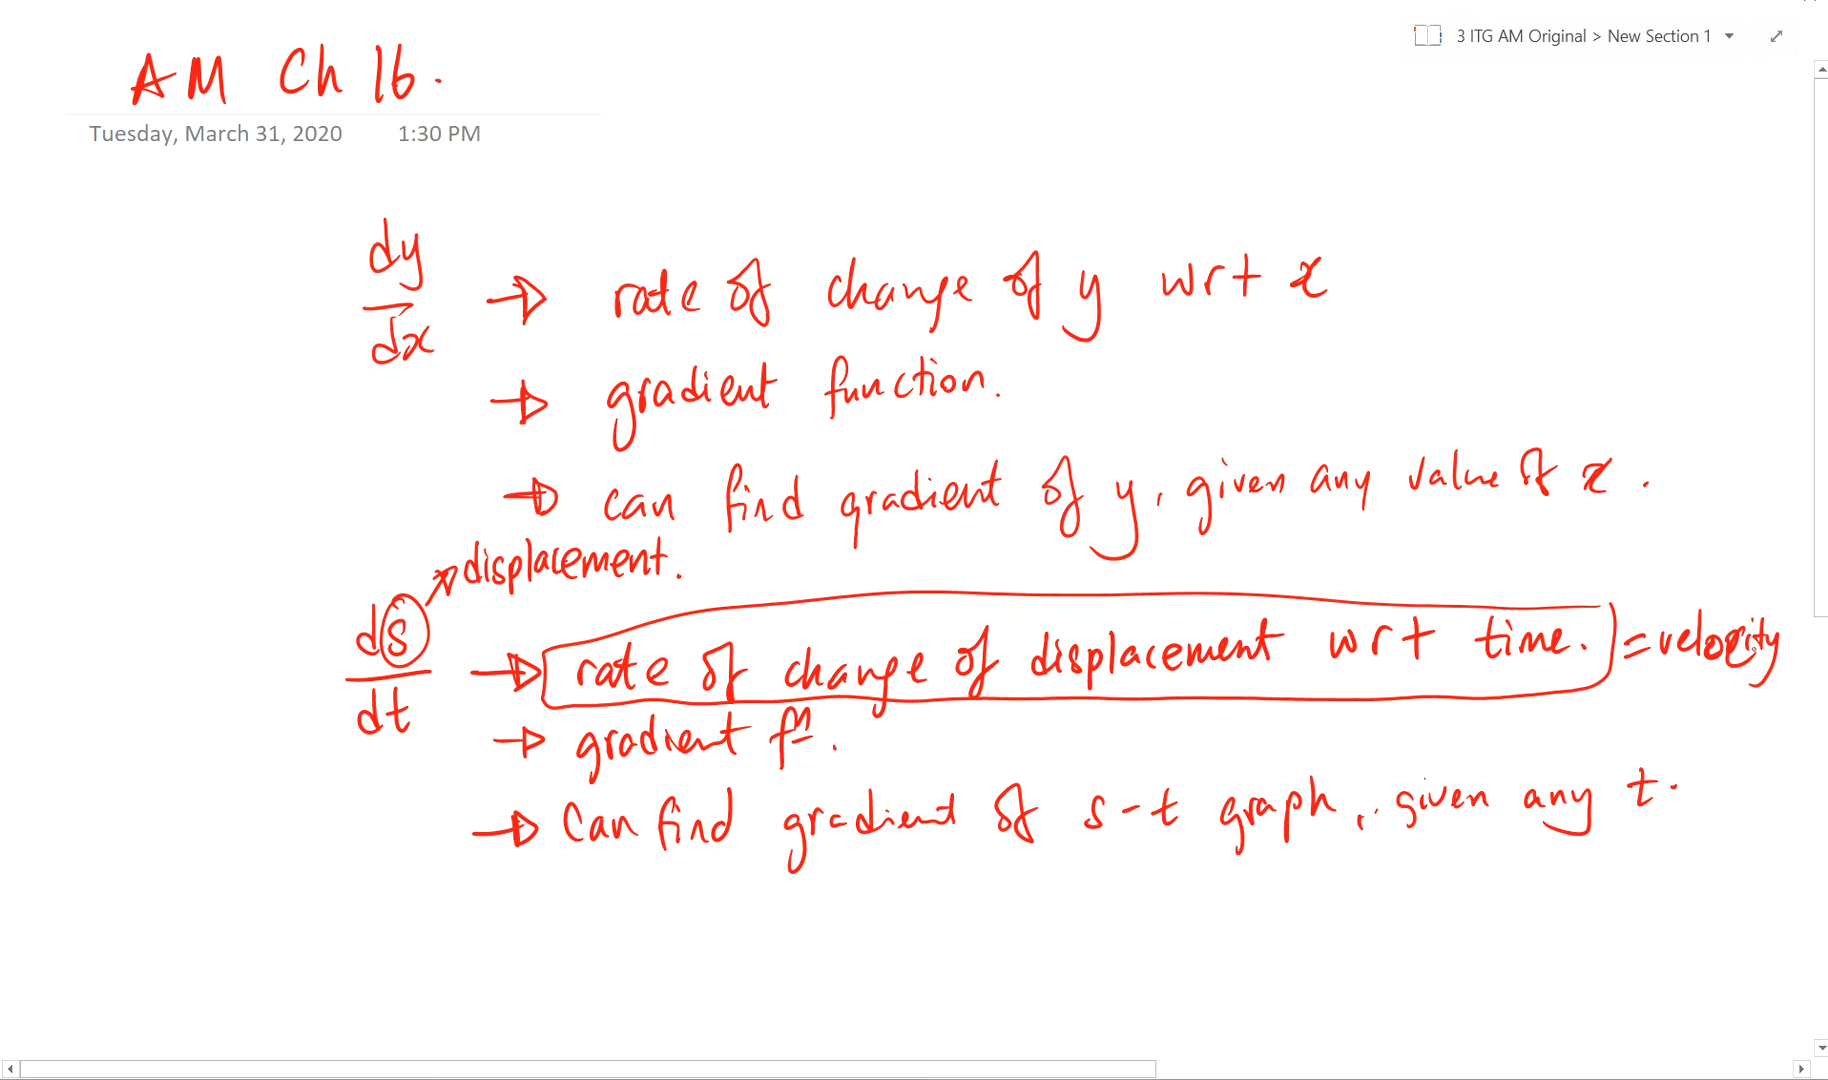 3 ITG AM Original > New Section 1
AM Ch 16.
Tuesday, March 31, 2020 1:30 PM
dy/dx → rate of change of y wrt x
→ gradient function.
→ can find gradient of y, given any value of x.
displacement.
ds/dt → rate of change of displacement wrt time. = velocity
→ gradient fⁿ.
→ Can find gradient of s-t graph, given any t.